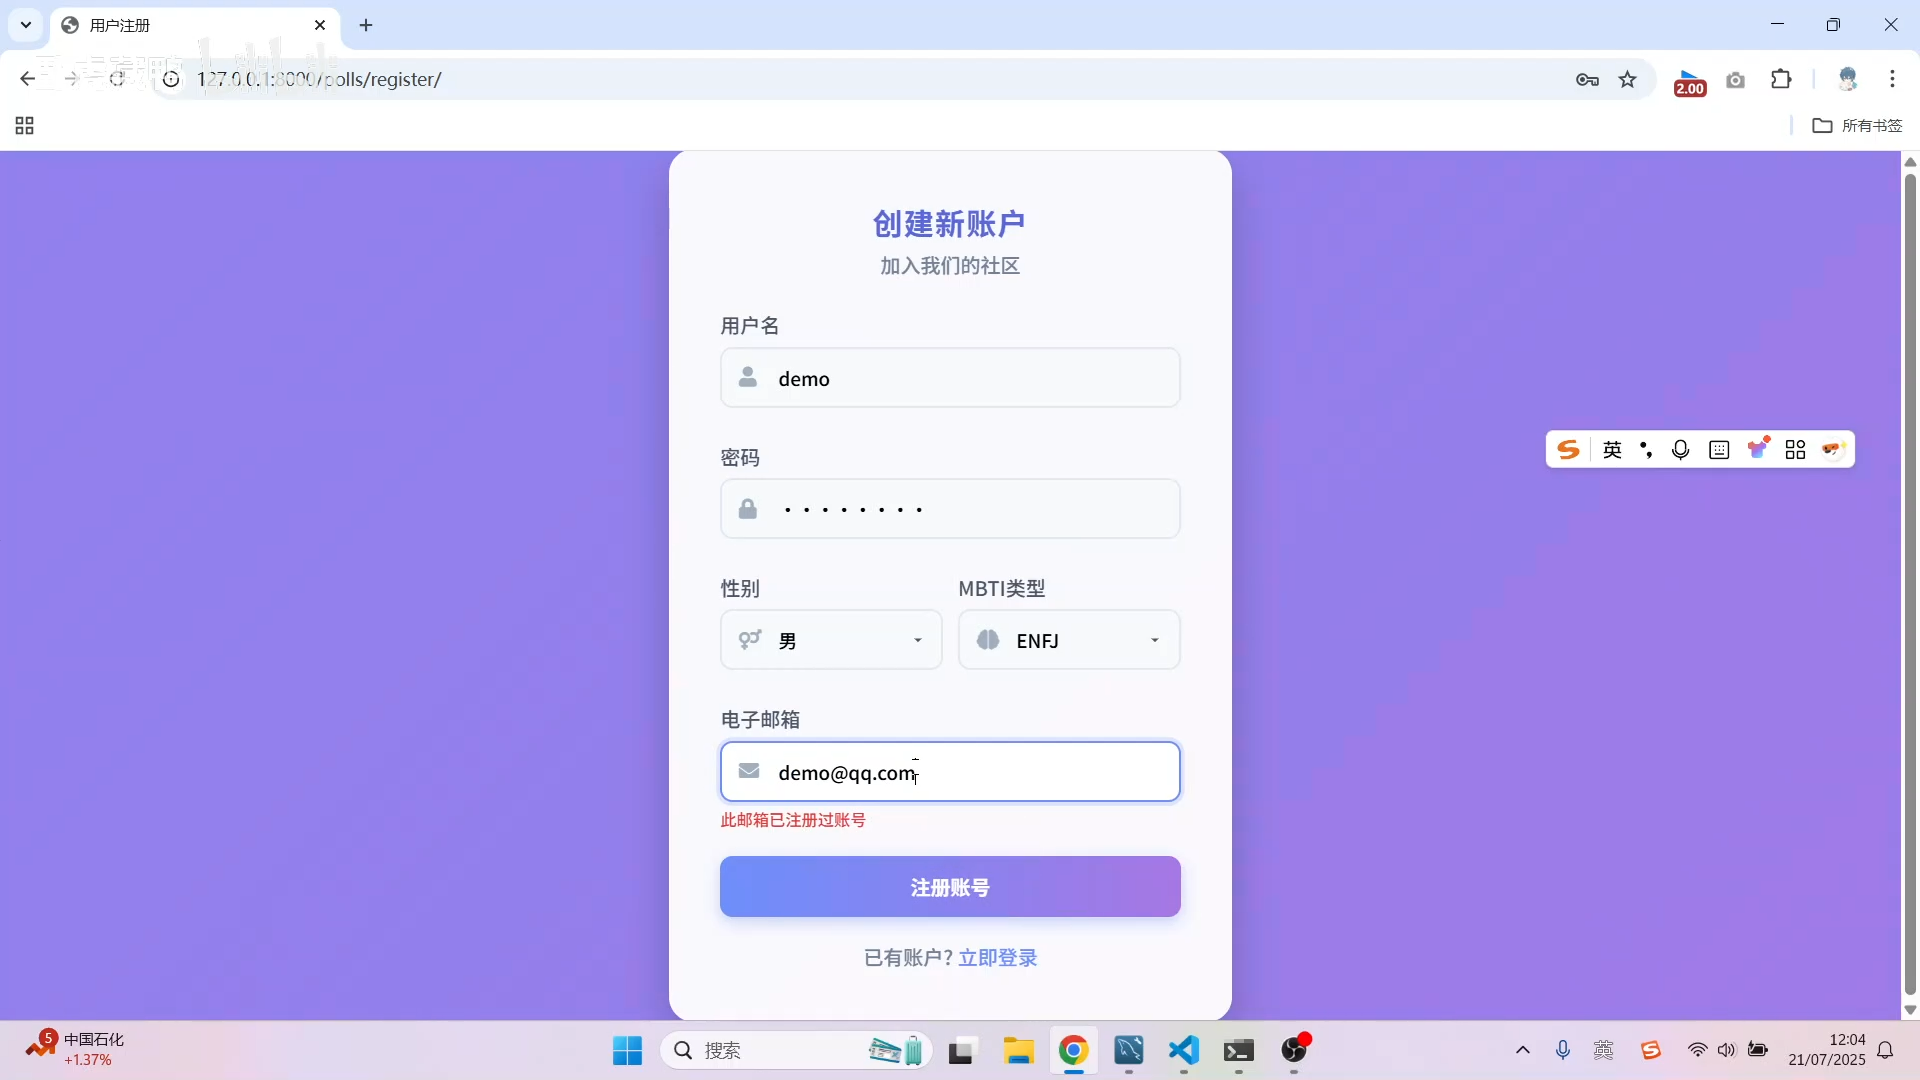 用户注册
127.0.0.1:8000/polls/register/
2.00
所有书签
创建新账户
加入我们的社区
用户名
demo
密码
英
性别 MBTI类型
男 ENFJ
电子邮箱
demo@qq.com
此邮箱已注册过账号
注册账号
已有账户? 立即登录
5 中国石化
+1.37%
搜索
英
12:04
21/07/2025